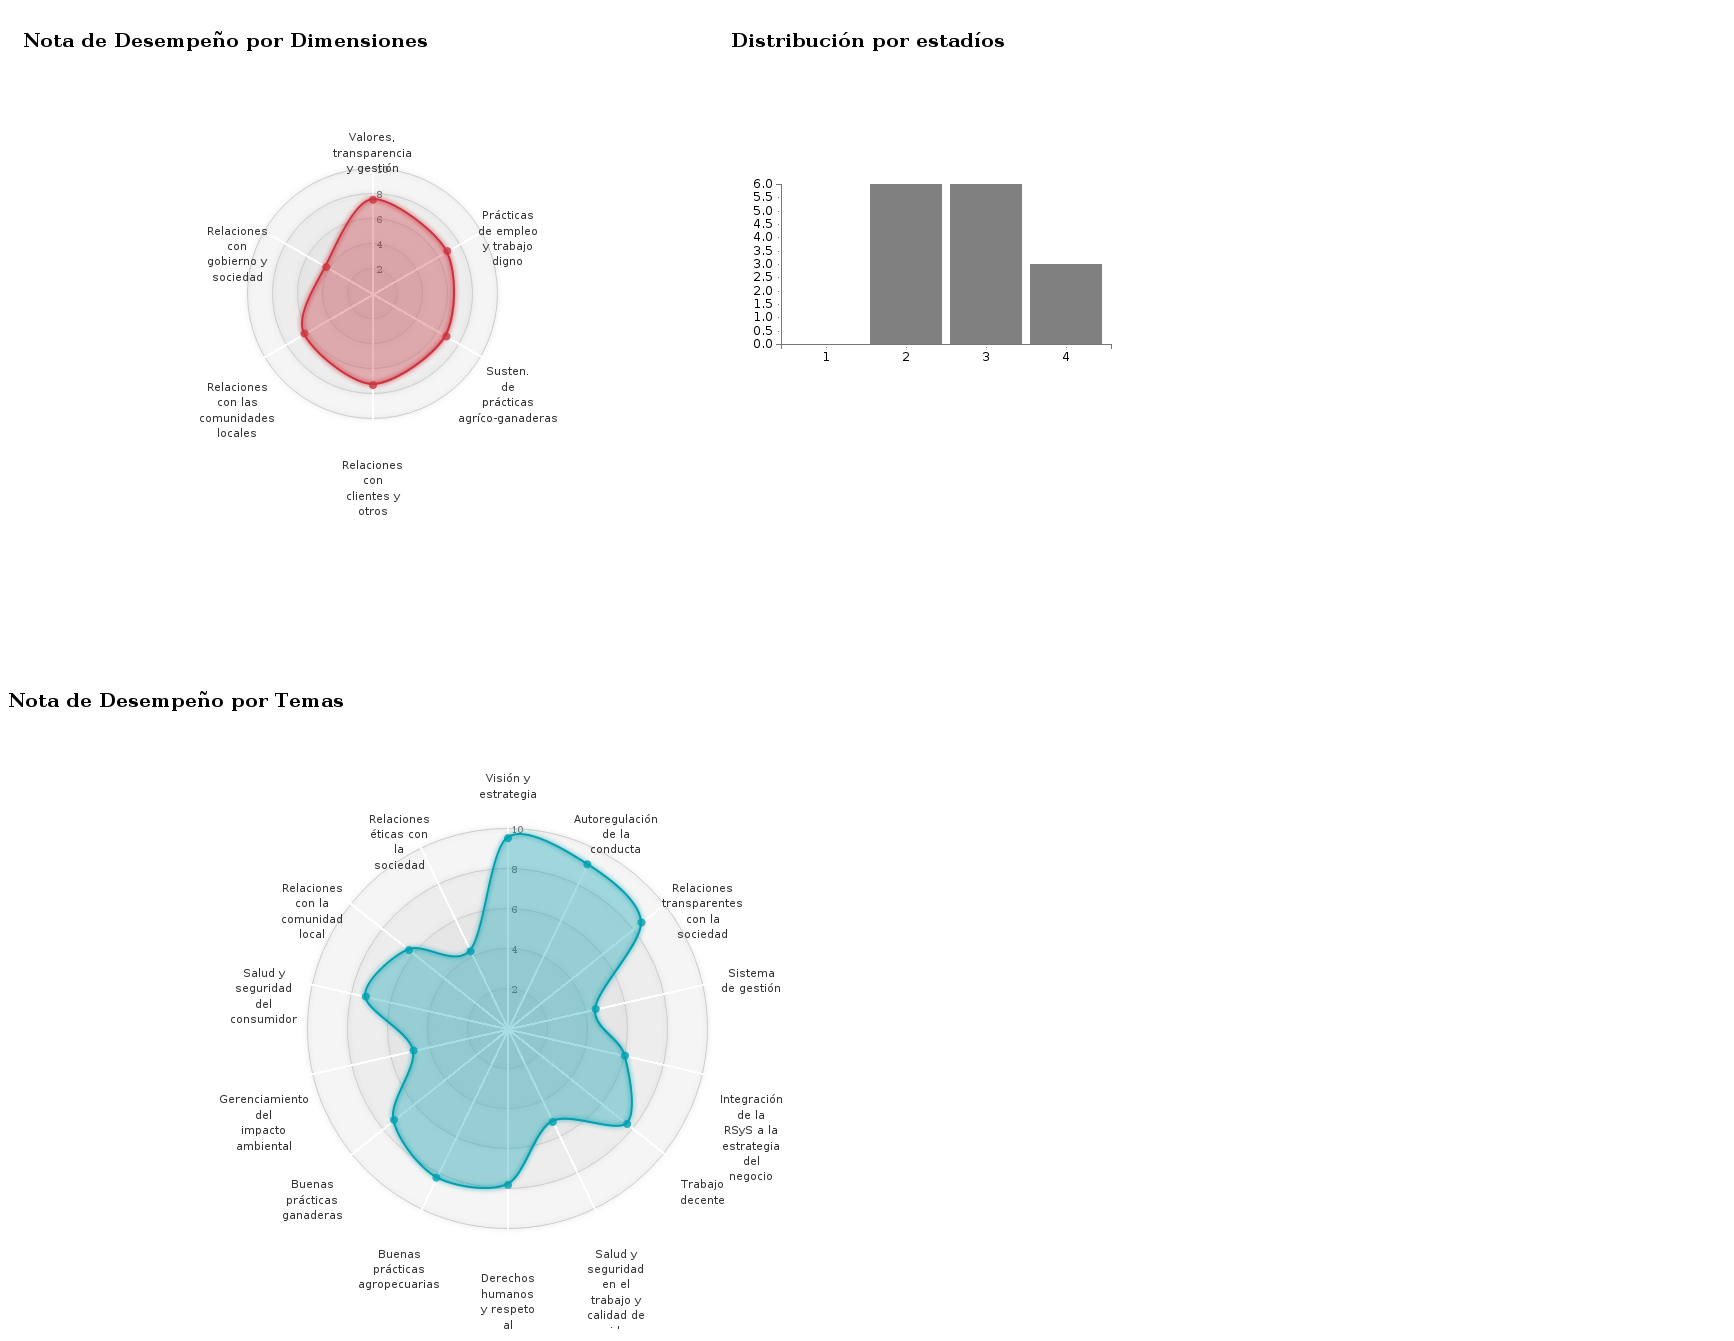 Nota de Desempeño por Dimensiones
Valores,
transparencia
y gestión
10
8
6
4
2
Prácticas
de empleo
y trabajo
digno
Susten.
de
prácticas
agríco-ganaderas
Relaciones
con
clientes y
otros
Relaciones
con las
comunidades
locales
Relaciones
con
gobierno y
sociedad
Distribución por estadíos
6.0
5.5
5.0
4.5
4.0
3.5
3.0
2.5
2.0
1.5
1.0
0.5
0.0
1 2 3 4
Nota de Desempeño por Temas
Visión y
estrategia
10
8
6
4
2
Autoregulación
de la
conducta
Relaciones
transparentes
con la
sociedad
Sistema
de gestión
Integración
de la
RSyS a la
estrategia
del
negocio
Trabajo
decente
Salud y
seguridad
en el
trabajo y
calidad de
Derechos
humanos
y respeto
al
Buenas
prácticas
agropecuarias
Buenas
prácticas
ganaderas
Gerenciamiento
del
impacto
ambiental
Salud y
seguridad
del
consumidor
Relaciones
con la
comunidad
local
Relaciones
éticas con
la
sociedad